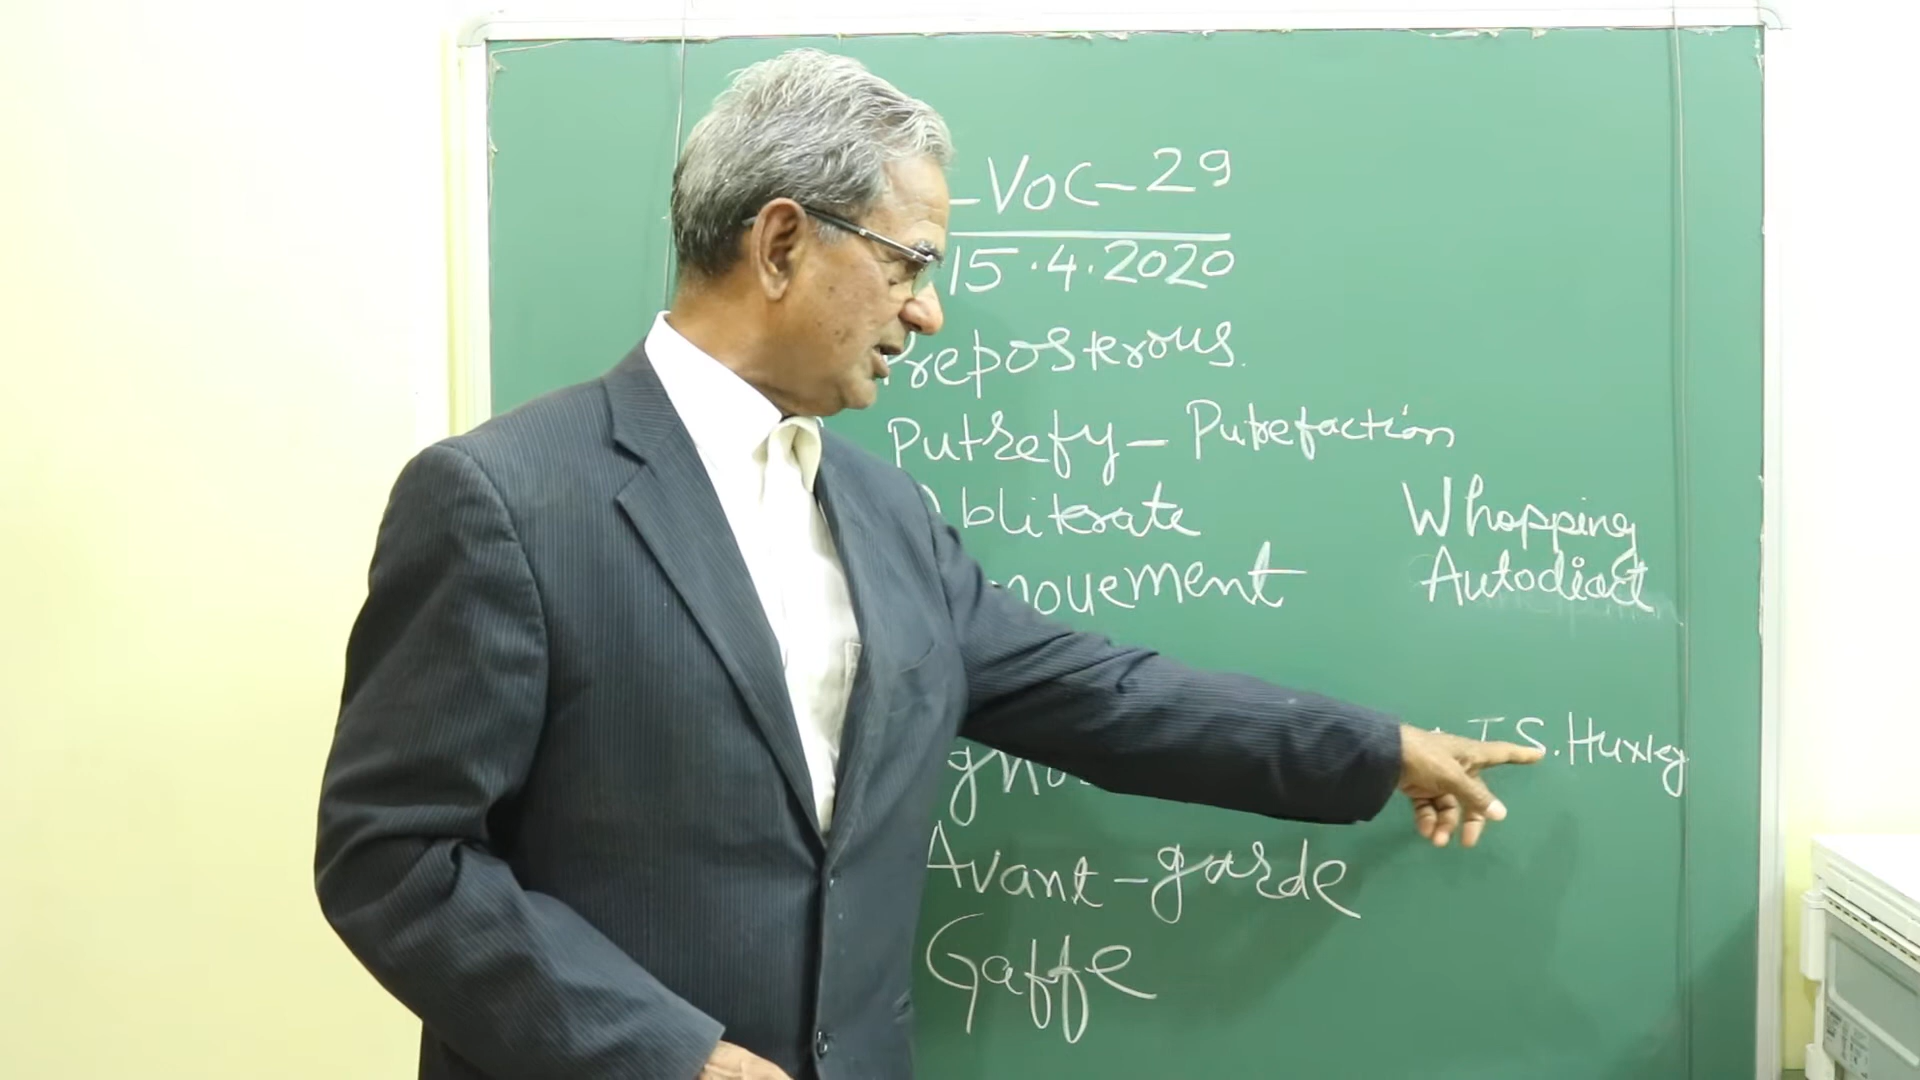 -VOC-29
15.4.2020
Preposterous.
Putrefy - Putrefaction
Obliterate
Whopping
Autodidact
S. Huxley
Avant-garde
Gaffe